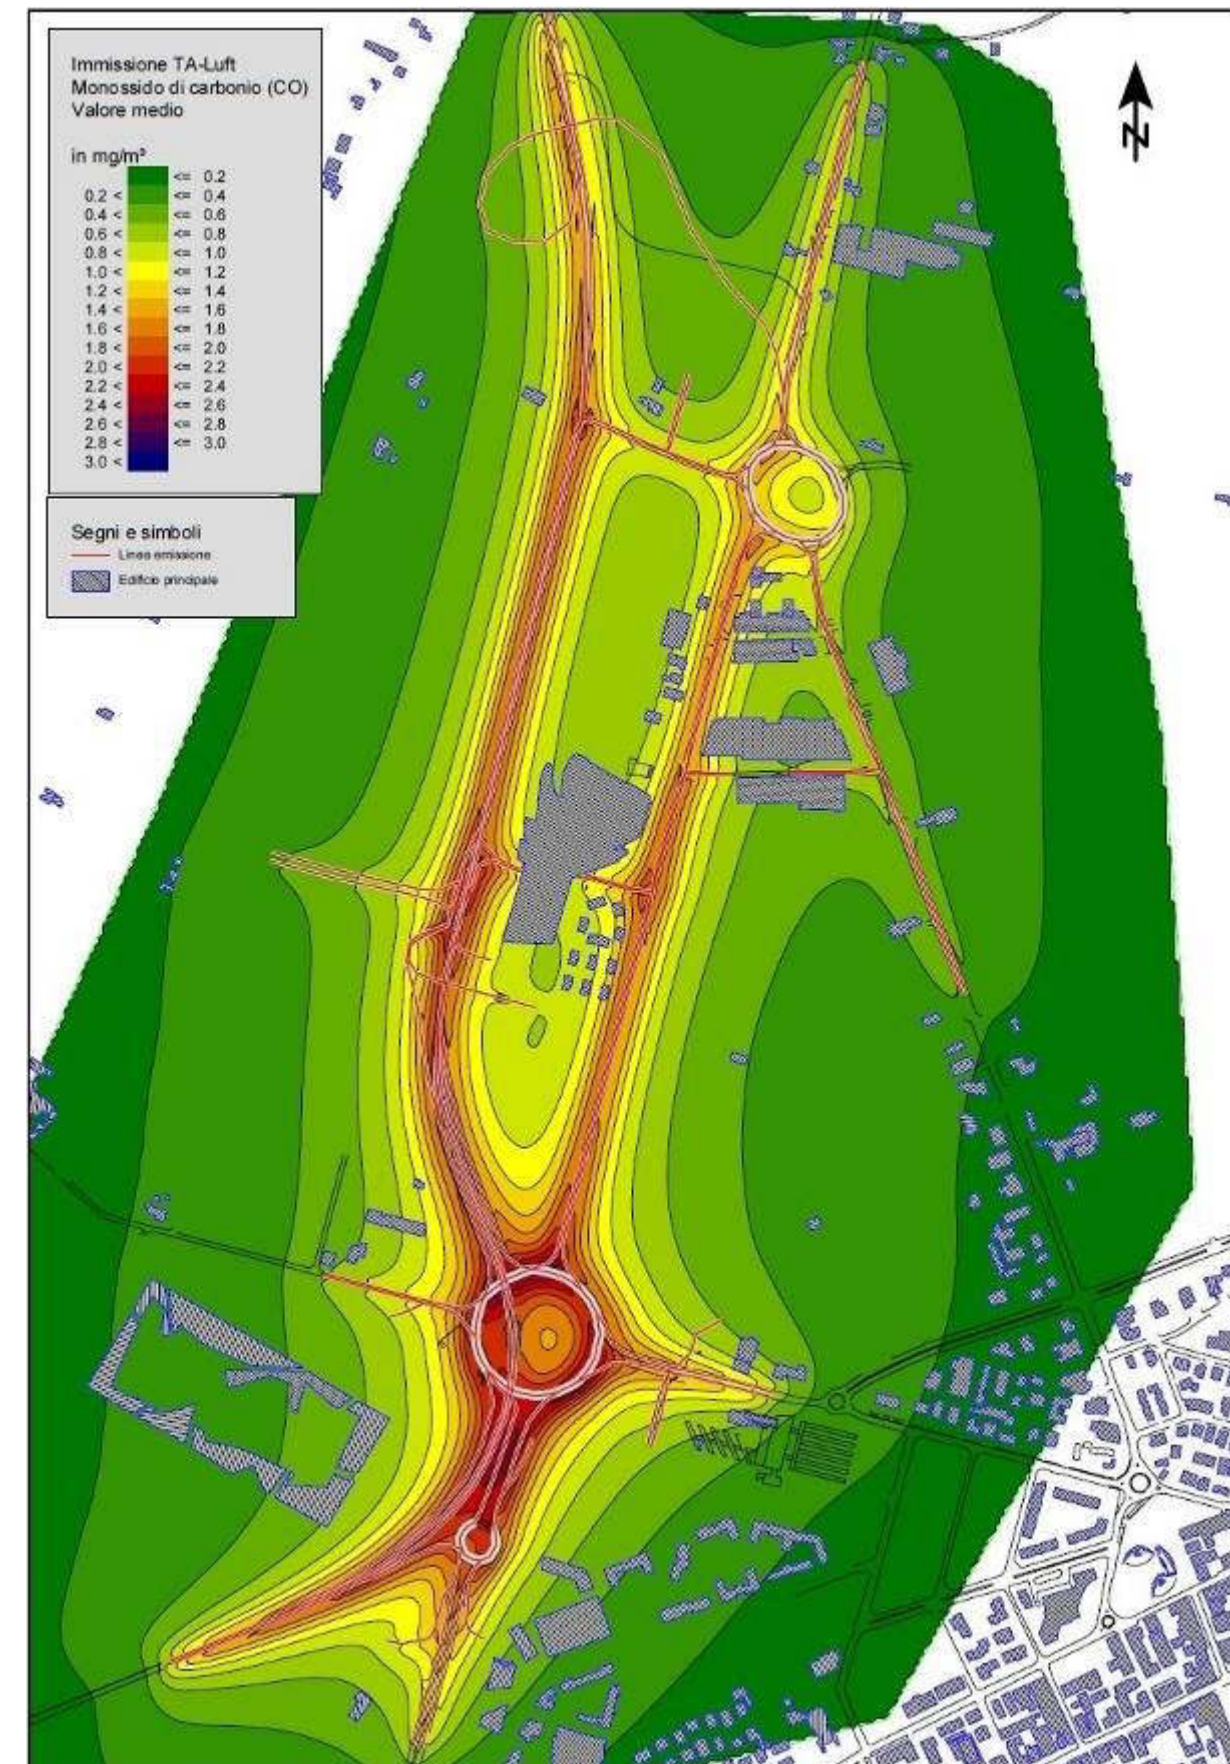 Immissione TA-Luft
Monossido di carbonio (CO)
Valore medio
in mg/m³
<= 0.2
0.2 < <= 0.4
0.4 < <= 0.6
0.6 < <= 0.8
0.8 < <= 1.0
1.0 < <= 1.2
1.2 < <= 1.4
1.4 < <= 1.6
1.6 < <= 1.8
1.8 < <= 2.0
2.0 < <= 2.2
2.2 < <= 2.4
2.4 < <= 2.6
2.6 < <= 2.8
2.8 < <= 3.0
3.0 <
N
Segni e simboli
Linea emissione
Edificio principale